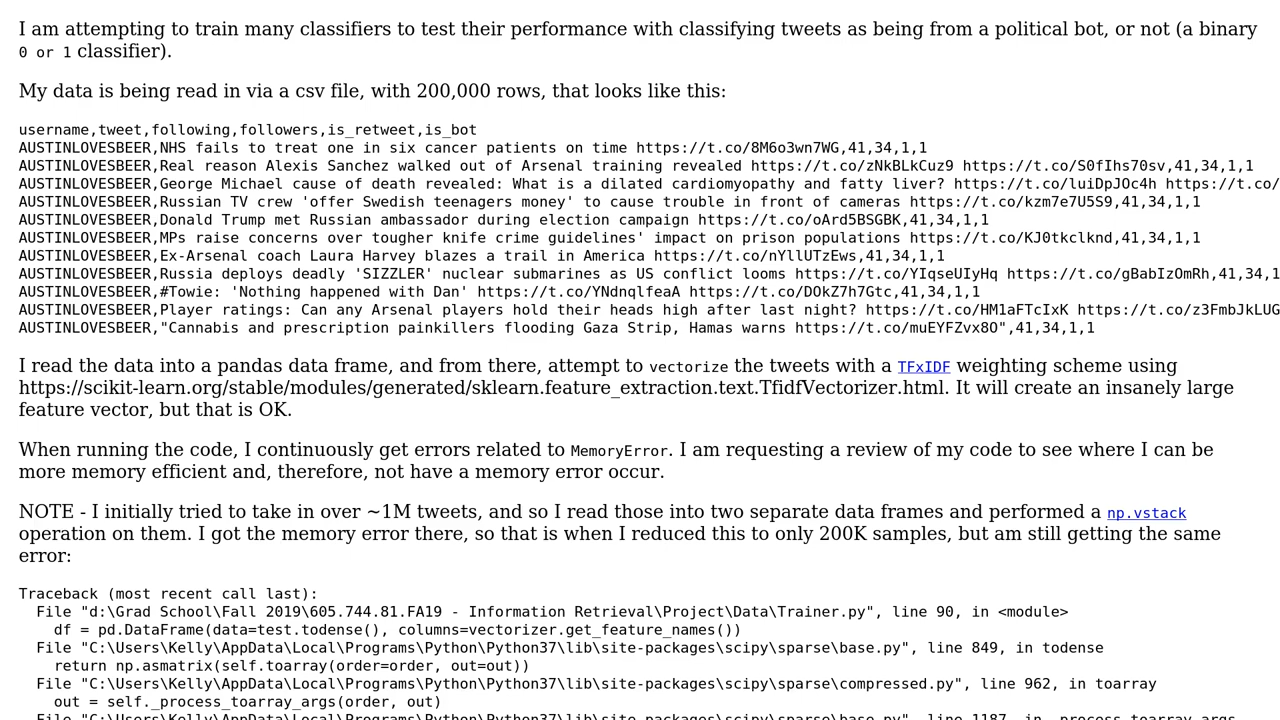 I am attempting to train many classifiers to test their performance with classifying tweets as being from a political bot, or not (a binary
0 or 1 classifier).
My data is being read in via a csv file, with 200,000 rows, that looks like this:
username,tweet,following,followers,is_retweet,is_bot
AUSTINLOVESBEER,NHS fails to treat one in six cancer patients on time https://t.co/8M6o3wn7WG,41,34,1,1
AUSTINLOVESBEER,Real reason Alexis Sanchez walked out of Arsenal training revealed https://t.co/zNkBLkCuz9 https://t.co/S0fIhs70sv,41,34,1,1
AUSTINLOVESBEER,George Michael cause of death revealed: What is a dilated cardiomyopathy and fatty liver? https://t.co/luiDpJOc4h https://t.co/
AUSTINLOVESBEER,Russian TV crew 'offer Swedish teenagers money' to cause trouble in front of cameras https://t.co/kzm7e7U5S9,41,34,1,1
AUSTINLOVESBEER,Donald Trump met Russian ambassador during election campaign https://t.co/oArd5BSGBK,41,34,1,1
AUSTINLOVESBEER,MPs raise concerns over tougher knife crime guidelines' impact on prison populations https://t.co/KJ0tkclknd,41,34,1,1
AUSTINLOVESBEER,Ex-Arsenal coach Laura Harvey blazes a trail in America https://t.co/nYllUTzEws,41,34,1,1
AUSTINLOVESBEER,Russia deploys deadly 'SIZZLER' nuclear submarines as US conflict looms https://t.co/YIqseUIyHq https://t.co/gBabIzOmRh,41,34,1
AUSTINLOVESBEER,#Towie: 'Nothing happened with Dan' https://t.co/YNdnqlfeaA https://t.co/DOkZ7h7Gtc,41,34,1,1
AUSTINLOVESBEER,Player ratings: Can any Arsenal players hold their heads high after last night? https://t.co/HM1aFTcIxK https://t.co/z3FmbJkLUG
AUSTINLOVESBEER,"Cannabis and prescription painkillers flooding Gaza Strip, Hamas warns https://t.co/muEYFZvx8O",41,34,1,1
I read the data into a pandas data frame, and from there, attempt to vectorize the tweets with a TFxIDF weighting scheme using
https://scikit-learn.org/stable/modules/generated/sklearn.feature_extraction.text.TfidfVectorizer.html. It will create an insanely large
feature vector, but that is OK.
When running the code, I continuously get errors related to MemoryError. I am requesting a review of my code to see where I can be
more memory efficient and, therefore, not have a memory error occur.
NOTE - I initially tried to take in over ~1M tweets, and so I read those into two separate data frames and performed a np.vstack
operation on them. I got the memory error there, so that is when I reduced this to only 200K samples, but am still getting the same
error:
Traceback (most recent call last):
File "d:\Grad School\Fall 2019\605.744.81.FA19 - Information Retrieval\Project\Data\Trainer.py", line 90, in <module>
df = pd.DataFrame(data=test.todense(), columns=vectorizer.get_feature_names())
File "C:\Users\Kelly\AppData\Local\Programs\Python\Python37\lib\site-packages\scipy\sparse\base.py", line 849, in todense
return np.asmatrix(self.toarray(order=order, out=out))
File "C:\Users\Kelly\AppData\Local\Programs\Python\Python37\lib\site-packages\scipy\sparse\compressed.py", line 962, in toarray
out = self._process_toarray_args(order, out)
File "C:\Users\Kelly\AppData\Local\Programs\Python\Python37\lib\site-packages\scipy\sparse\base.py", line 1187, in _process_toarray_args